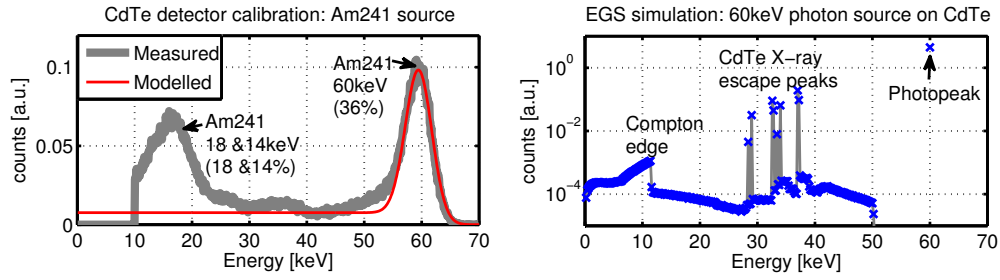 CdTe detector calibration: Am241 source
Measured
Modelled
Am241
60keV
(36%)
Am241
18 &14keV
(18 &14%)
counts [a.u.]
0.1
0.05
0
0 10 20 30 40 50 60 70
Energy [keV]
EGS simulation: 60keV photon source on CdTe
CdTe X-ray
escape peaks
Photopeak
Compton
edge
counts [a.u.]
10^0
10^-2
10^-4
0 10 20 30 40 50 60 70
Energy [keV]